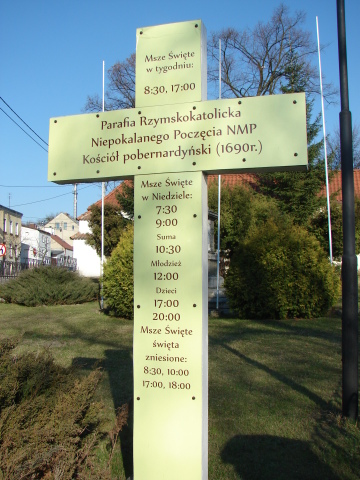 Msze Święte
w tygodniu:
8:30, 17:00
Parafia Rzymskokatolicka
Niepokalanego Poczęcia NMP
Kościół pobernardyński (1690r.)
Msze Święte
w Niedziele:
7:30
9:00
Suma
10:30
Młodzież
12:00
Dzieci
17:00
20:00
Msze Święte
święta
zniesione:
8:30, 10:00
17:00, 18:00